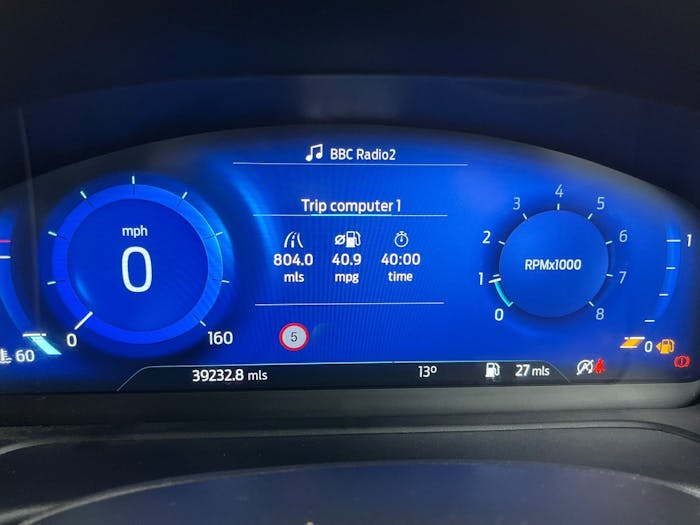 BBC Radio2
Trip computer 1
804.0 40.9 40:00
mls mpg time
mph
0
0 160
5
RPMx1000
0 1 2 3 4 5 6 7 8
1
0
60
39232.8 mls 13° 27 mls